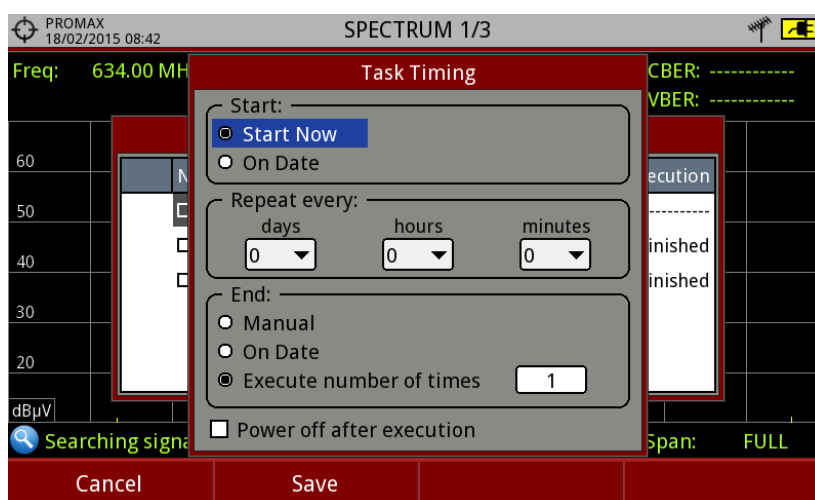 PROMAX
18/02/2015 08:42
SPECTRUM 1/3
Freq: 634.00 MH
CBER: ------------
VBER: ------------
Task Timing
Start:
Start Now
On Date
Repeat every:
days hours minutes
0 0 0
End:
Manual
On Date
Execute number of times 1
Power off after execution
N
ecution
----------
inished
inished
60
50
40
30
20
dBµV
Searching signa
Span: FULL
Cancel Save